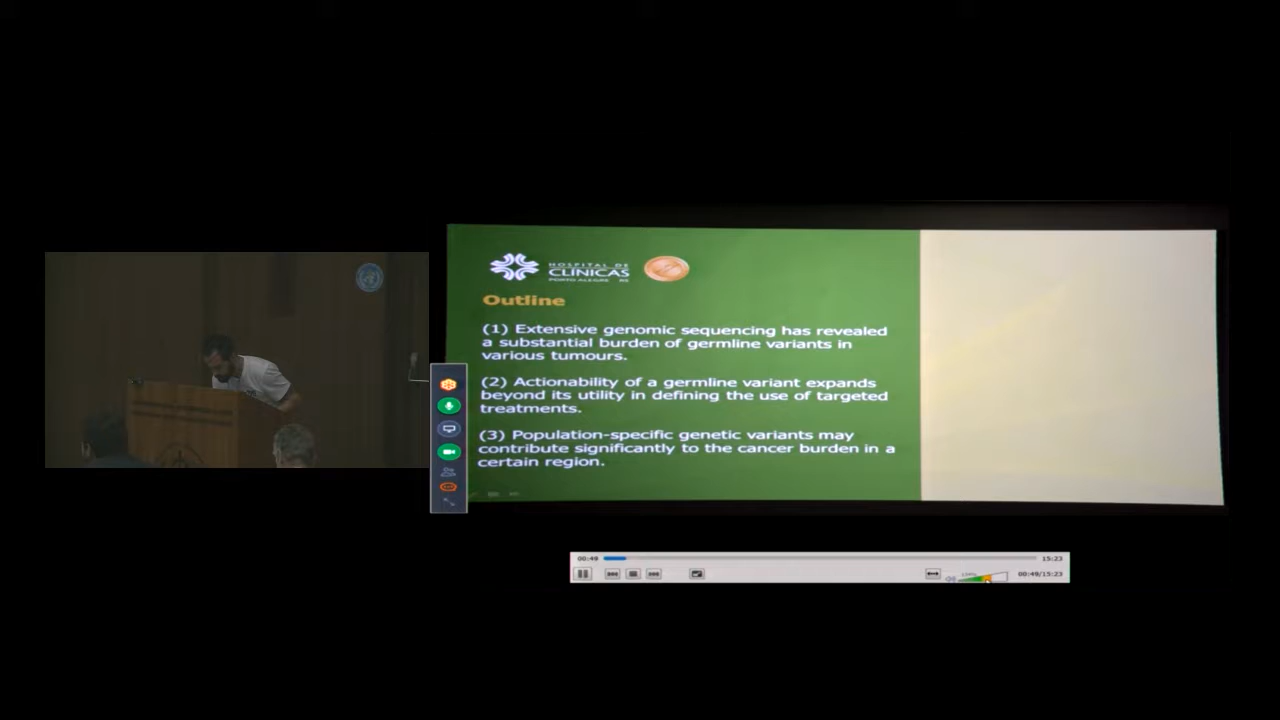 HOSPITAL DE
CLÍNICAS
PORTO ALEGRE RS
Outline
(1) Extensive genomic sequencing has revealed
a substantial burden of germline variants in
various tumours.
(2) Actionability of a germline variant expands
beyond its utility in defining the use of targeted
treatments.
(3) Population-specific genetic variants may
contribute significantly to the cancer burden in a
certain region.
00:49
15:23
00:49/15:23